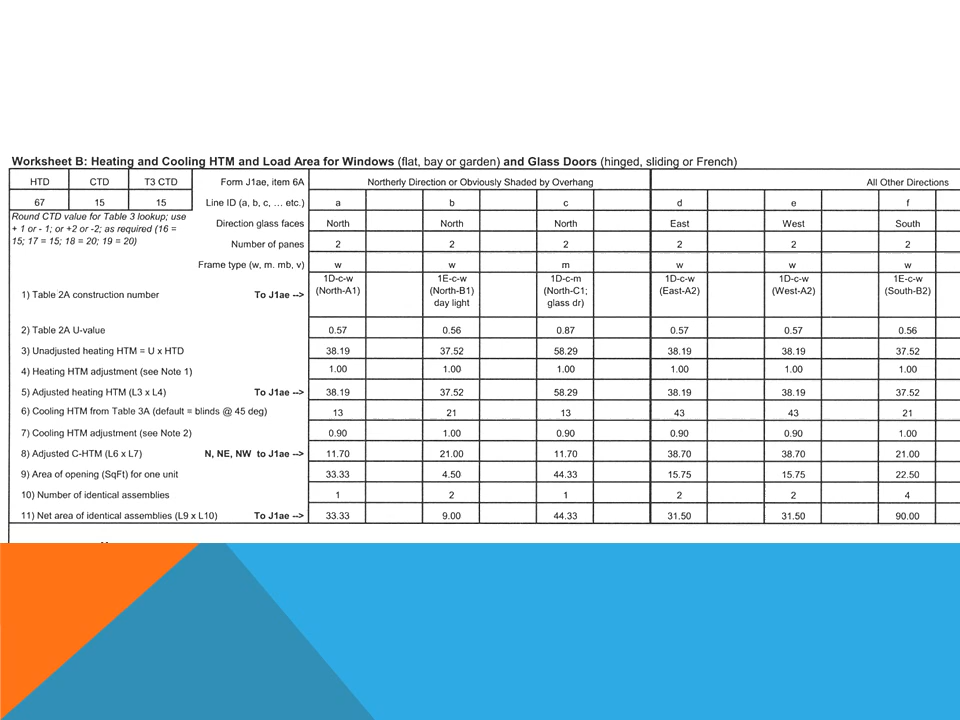 Worksheet B: Heating and Cooling HTM and Load Area for Windows (flat, bay or garden) and Glass Doors (hinged, sliding or French)
HTD CTD T3 CTD Form J1ae, item 6A Northerly Direction or Obviously Shaded by Overhang All Other Directions
67 15 15 Line ID (a, b, c, … etc.) a b c d e f
Round CTD value for Table 3 lookup; use
+ 1 or - 1; or +2 or -2; as required (16 =
15; 17 = 15; 18 = 20; 19 = 20)
Direction glass faces North North North East West South
Number of panes 2 2 2 2 2 2
Frame type (w, m. mb, v) w w m w w w
1) Table 2A construction number To J1ae -->
1D-c-w
(North-A1)
1E-c-w
(North-B1)
day light
1D-c-m
(North-C1;
glass dr)
1D-c-w
(East-A2)
1D-c-w
(West-A2)
1E-c-w
(South-B2)
2) Table 2A U-value 0.57 0.56 0.87 0.57 0.57 0.56
3) Unadjusted heating HTM = U x HTD 38.19 37.52 58.29 38.19 38.19 37.52
4) Heating HTM adjustment (see Note 1) 1.00 1.00 1.00 1.00 1.00 1.00
5) Adjusted heating HTM (L3 x L4) To J1ae --> 38.19 37.52 58.29 38.19 38.19 37.52
6) Cooling HTM from Table 3A (default = blinds @ 45 deg) 13 21 13 43 43 21
7) Cooling HTM adjustment (see Note 2) 0.90 1.00 0.90 0.90 0.90 1.00
8) Adjusted C-HTM (L6 x L7) N, NE, NW to J1ae --> 11.70 21.00 11.70 38.70 38.70 21.00
9) Area of opening (SqFt) for one unit 33.33 4.50 44.33 15.75 15.75 22.50
10) Number of identical assemblies 1 2 1 2 2 4
11) Net area of identical assemblies (L9 x L10) To J1ae --> 33.33 9.00 44.33 31.50 31.50 90.00